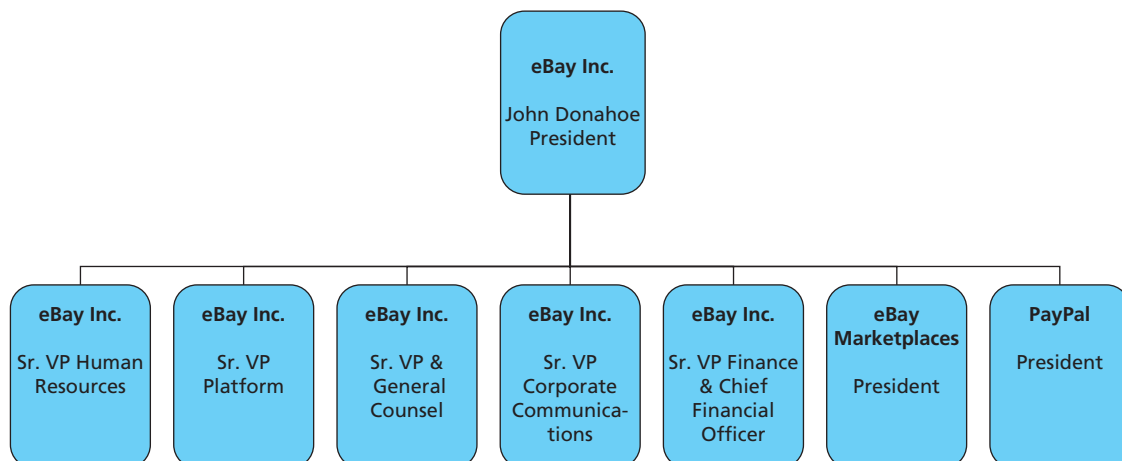 eBay Inc.
John Donahoe
President
eBay Inc.
Sr. VP Human
Resources
eBay Inc.
Sr. VP
Platform
eBay Inc.
Sr. VP &
General
Counsel
eBay Inc.
Sr. VP
Corporate
Communica-
tions
eBay Inc.
Sr. VP Finance
& Chief
Financial
Officer
eBay
Marketplaces
President
PayPal
President